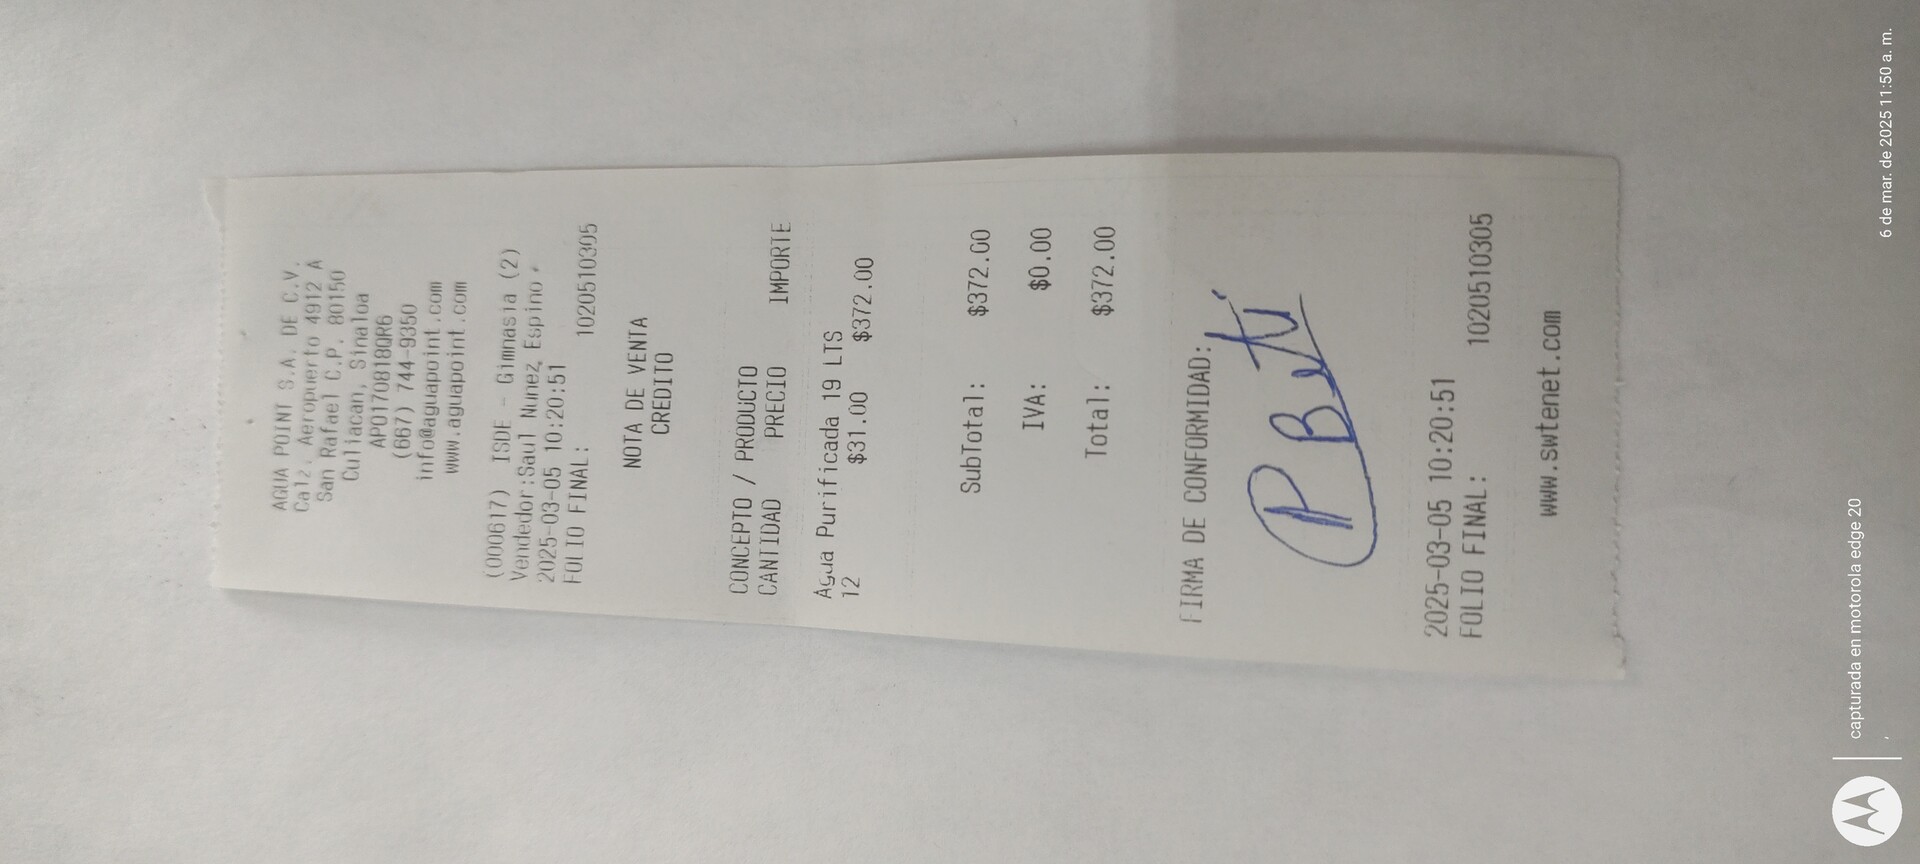 AGUA POINT S.A. DE C.V.
Calz. Aeropuerto 4912 A
San Rafael C.P. 80150
Culiacan, Sinaloa
APO170818QR6
(667) 744-9350
info@aguapoint.com
www.aguapoint.com
(000617) ISDE - Gimnasia (2)
Vendedor:Saul Nunez Espino
2025-03-05 10:20:51
FOLIO FINAL: 1020510305
NOTA DE VENTA
CREDITO
CONCEPTO / PRODUCTO
CANTIDAD PRECIO IMPORTE
Agua Purificada 19 LTS
12 $31.00 $372.00
SubTotal: $372.00
IVA: $0.00
Total: $372.00
FIRMA DE CONFORMIDAD:
P Beti
2025-03-05 10:20:51
FOLIO FINAL: 1020510305
www.swtenet.com
capturada en motorola edge 20
6 de mar. de 2025 11:50 a. m.